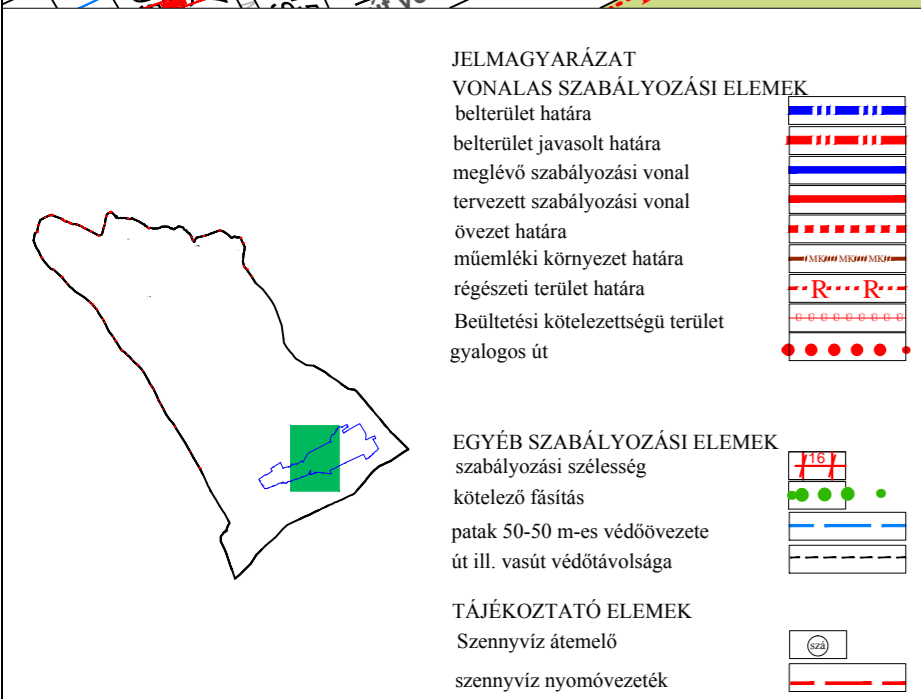 JELMAGYARÁZAT
VONALAS SZABÁLYOZÁSI ELEMEK
belterület határa
belterület javasolt határa
meglévő szabályozási vonal
tervezett szabályozási vonal
övezet határa
műemléki környezet határa MK MK MK
régészeti terület határa R R
Beültetési kötelezettségü terület
gyalogos út
EGYÉB SZABÁLYOZÁSI ELEMEK
szabályozási szélesség 16
kötelező fásítás
patak 50-50 m-es védőövezete
út ill. vasút védőtávolsága
TÁJÉKOZTATÓ ELEMEK
Szennyvíz átemelő szá
szennyvíz nyomóvezeték